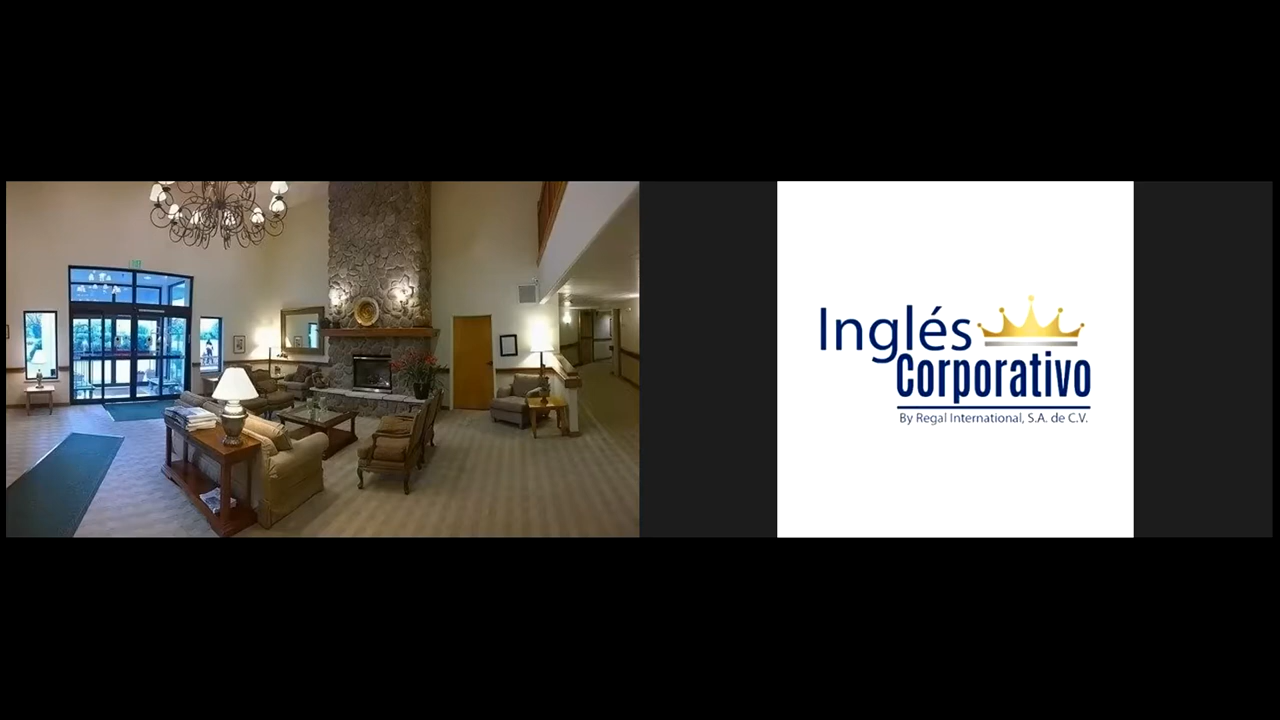 Inglés
Corporativo
By Regal International, S.A. de C.V.